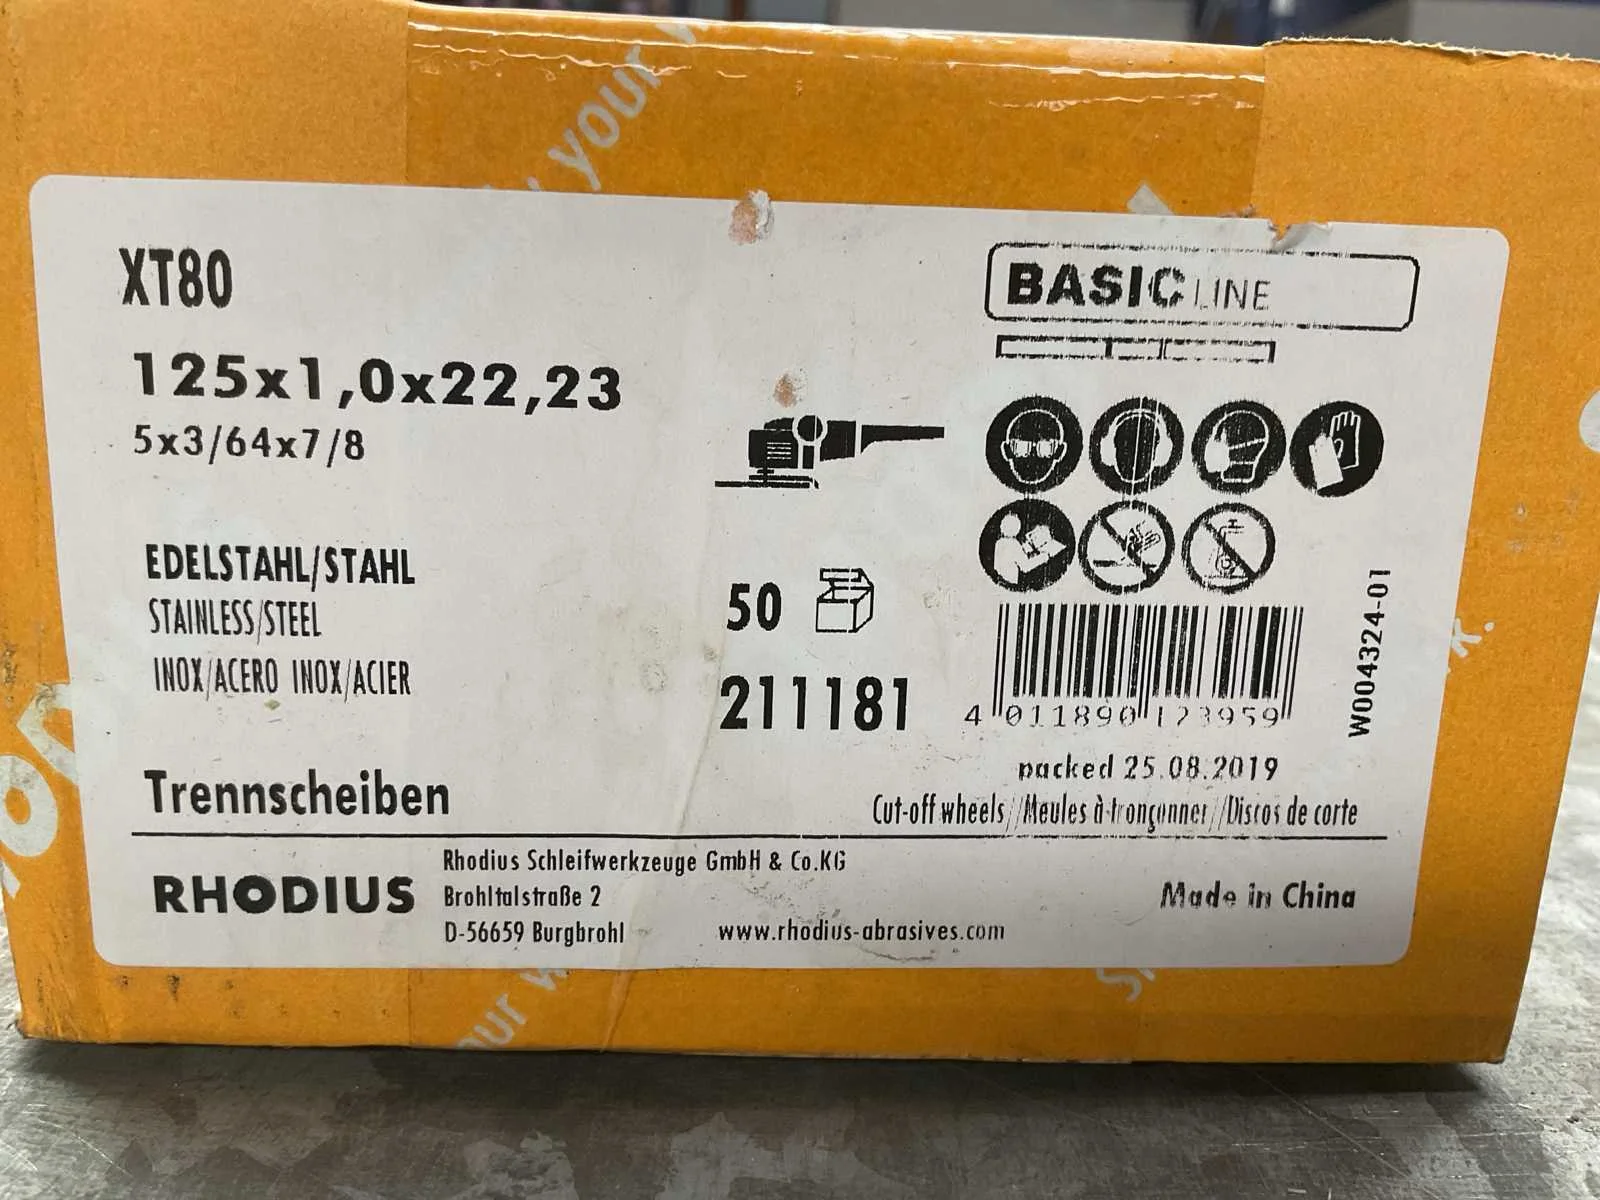 your
XT80
BASIC LINE
125x1,0x22,23
5x3/64x7/8
EDELSTAHL/STAHL
STAINLESS/STEEL
INOX/ACERO INOX/ACIER
50
211181
4 011890 123959
W004324-01
packed 25.08.2019
Trennscheiben
Cut-off wheels//Meules à tronçonner//Discos de corte
RHODIUS
Rhodius Schleifwerkzeuge GmbH & Co.KG
Brohltalstraße 2
D-56659 Burgbrohl
www.rhodius-abrasives.com
Made in China
your w